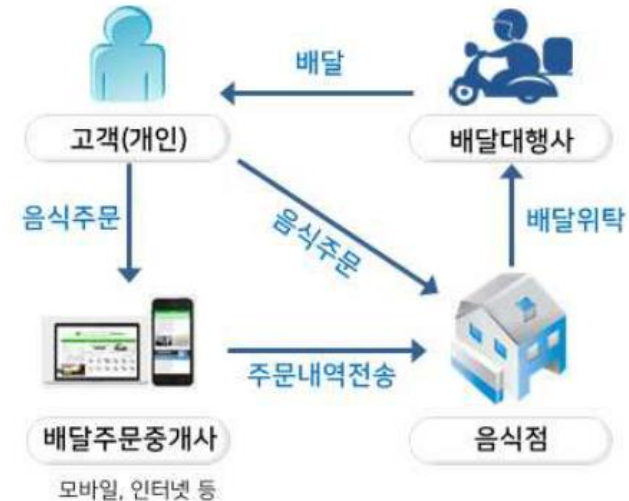 배달
고객(개인)
배달대행사
음식주문
음식주문
배달위탁
주문내역전송
배달주문중개사
음식점
모바일, 인터넷 등